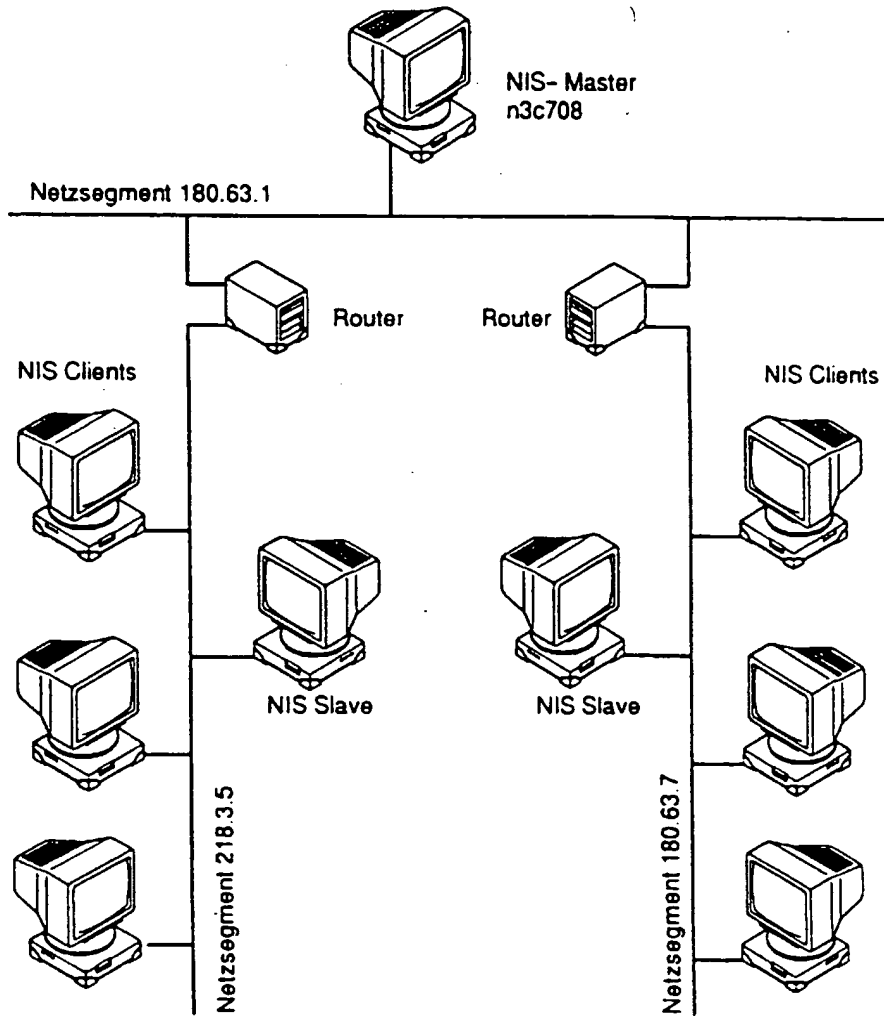 NIS- Master
n3c708
Netzsegment 180.63.1
Router
Router
NIS Clients
NIS Clients
NIS Slave
NIS Slave
Netzsegment 218.3.5
Netzsegment 180.63.7